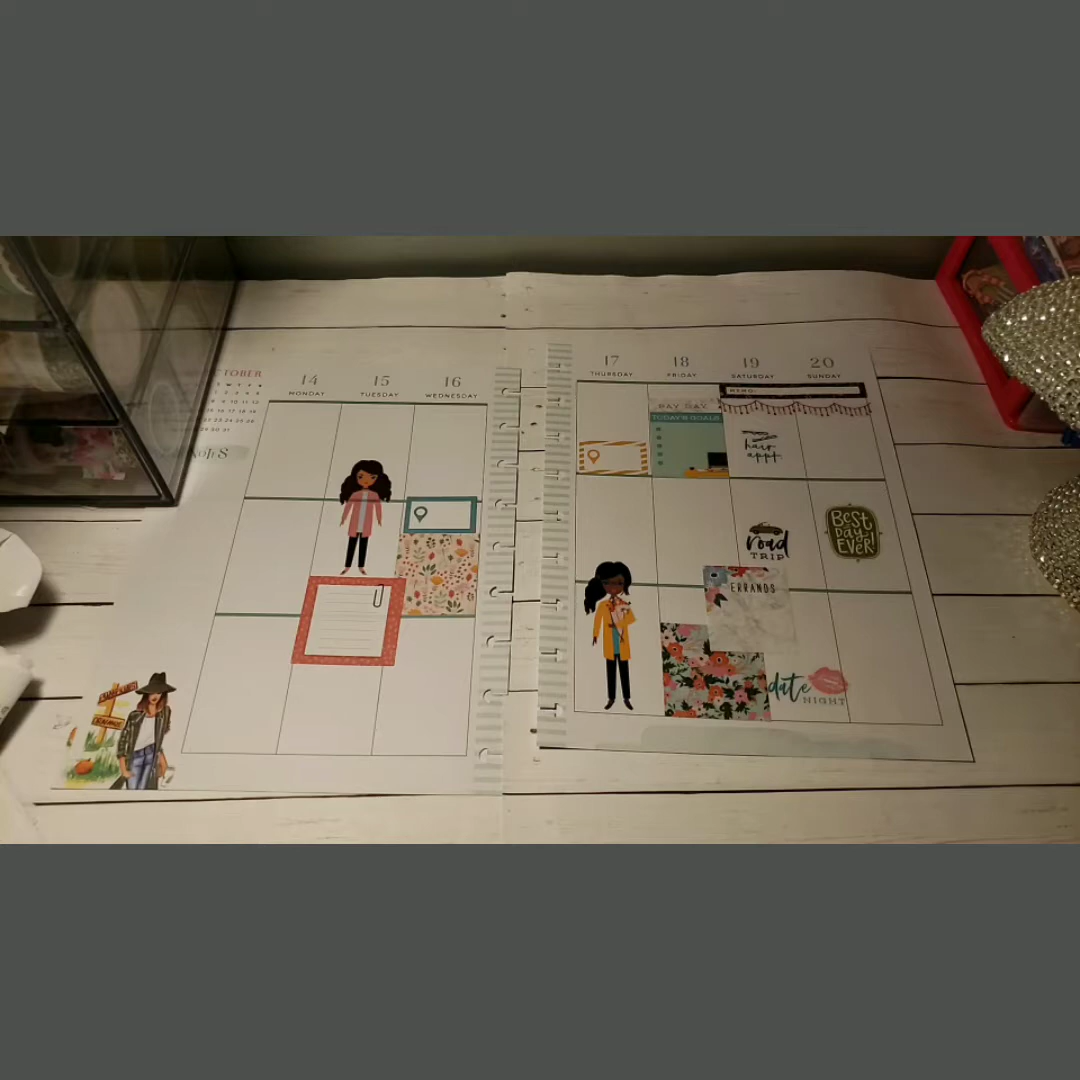 14
MONDAY
15
TUESDAY
16
WEDNESDAY
NOTES
17
THURSDAY
18
FRIDAY
19
SATURDAY
20
SUNDAY
PAY DAY
TODAY'S GOALS
hair
appt
road
TRIP
BEST
DAY
EVER!
ERRANDS
date
NIGHT